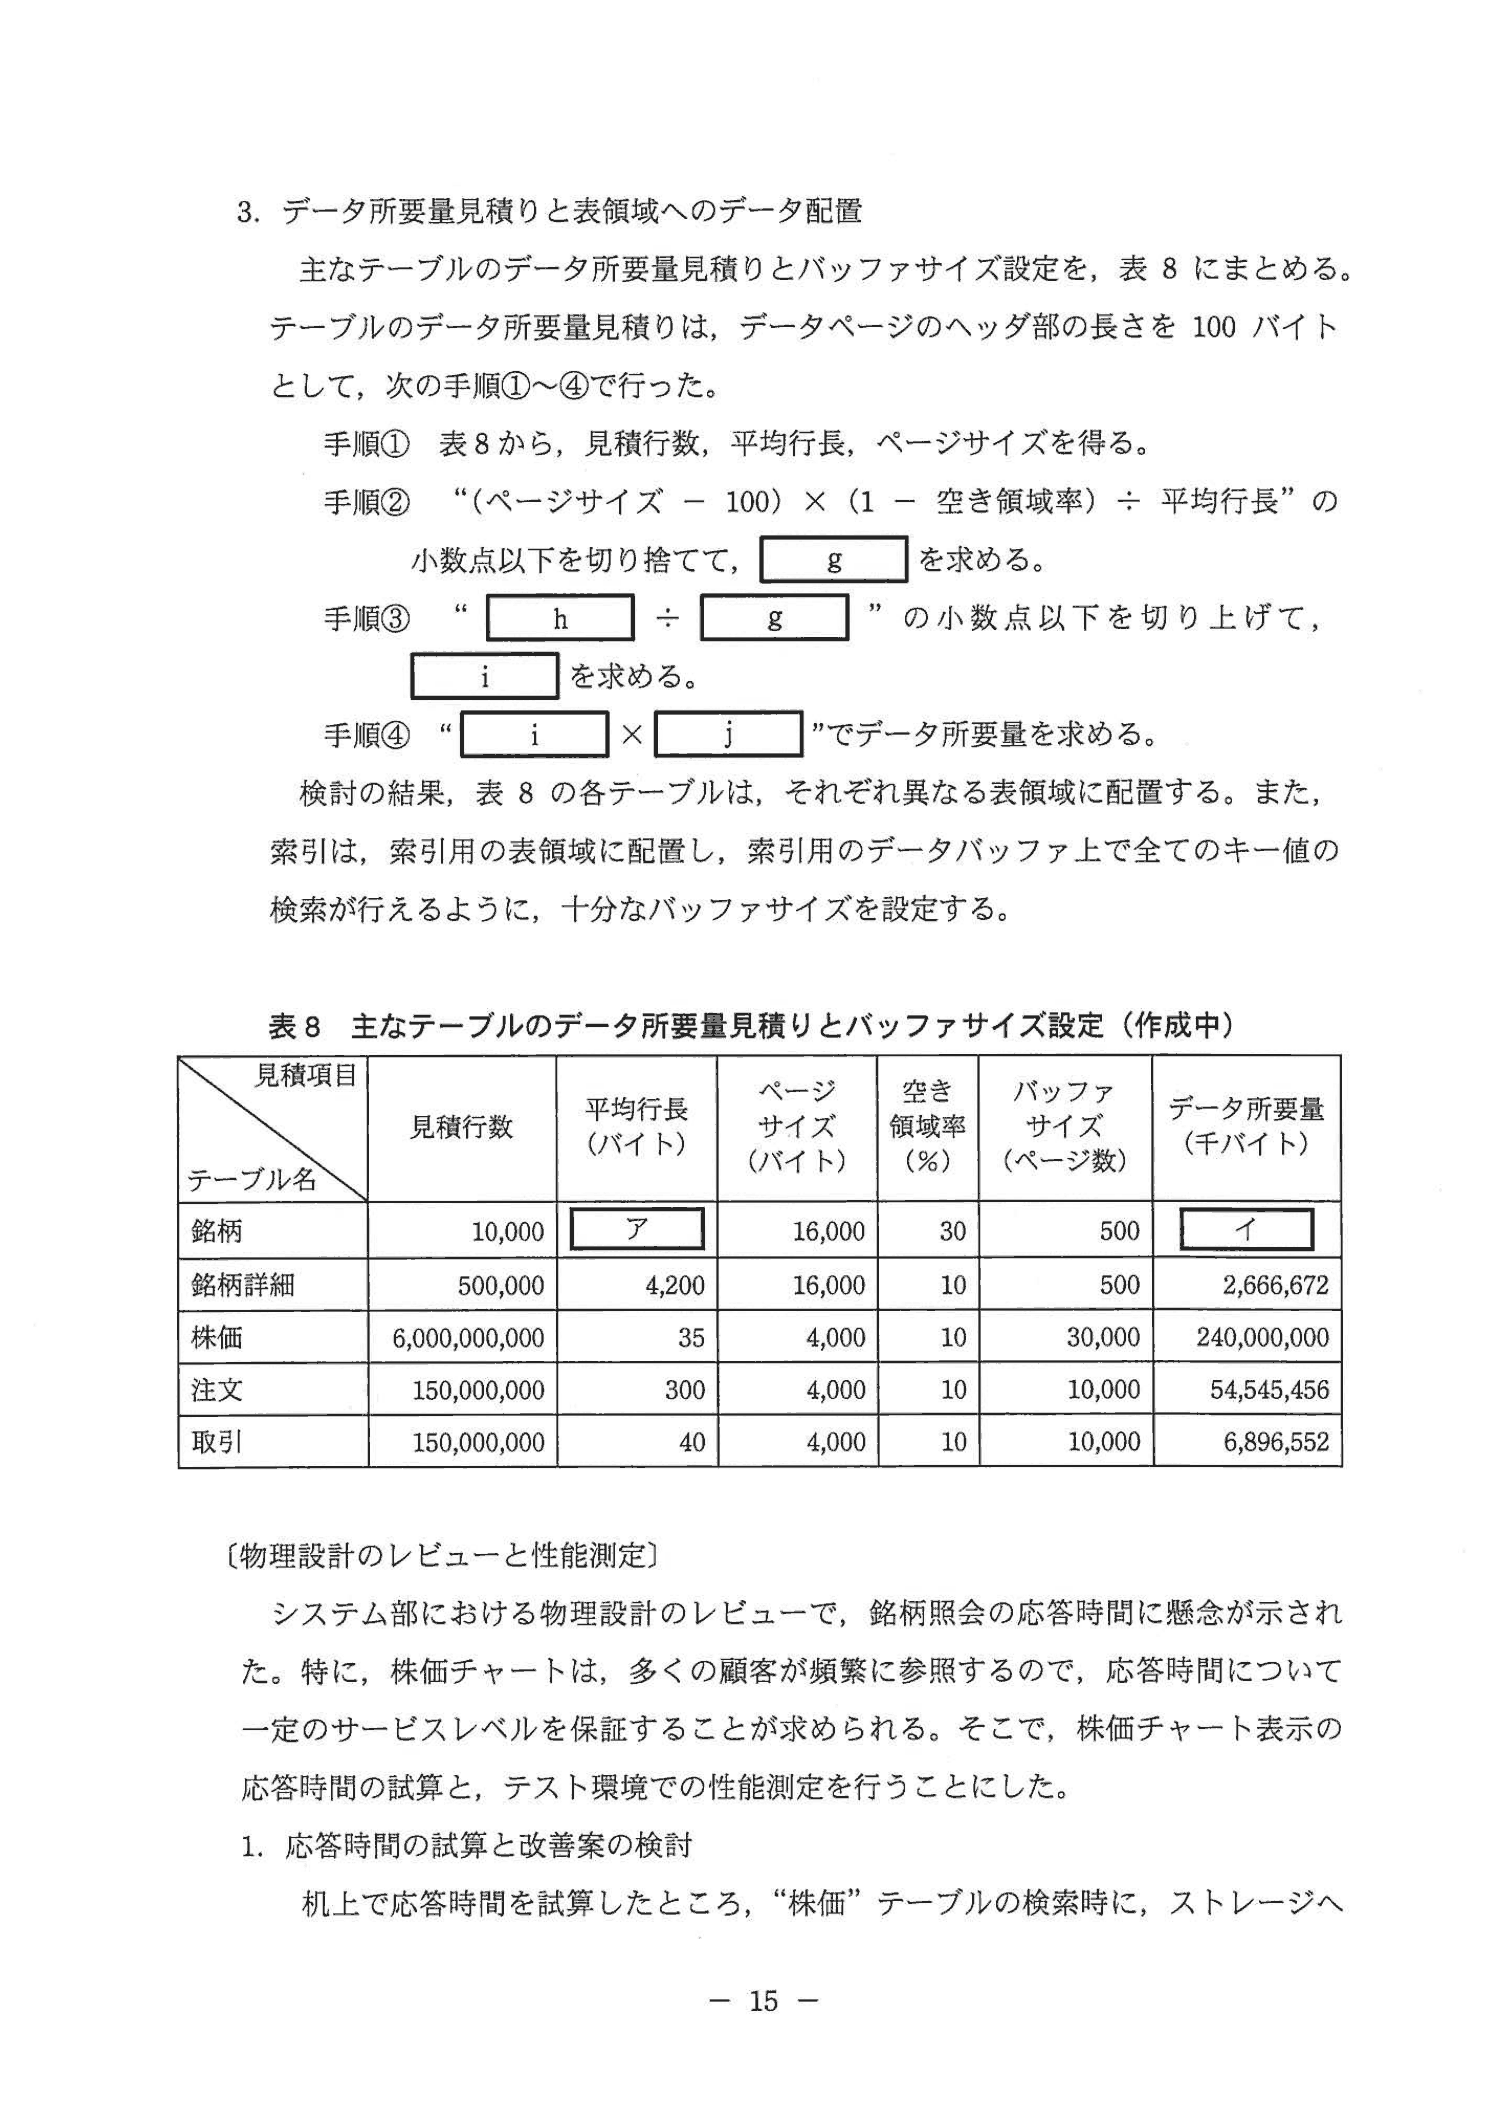 3. データ所要量見積りと表領域へのデータ配置
主なテーブルのデータ所要量見積りとバッファサイズ設定を，表 8 にまとめる。
テーブルのデータ所要量見積りは，データページのヘッダ部の長さを 100 バイト
として，次の手順①～④で行った。
手順① 表8から，見積行数，平均行長，ページサイズを得る。
手順② “(ページサイズ － 100) × (1 － 空き領域率) ÷ 平均行長” の
小数点以下を切り捨てて， g を求める。
手順③ “ h ÷ g ” の小数点以下を切り上げて，
i を求める。
手順④ “ i × j ”でデータ所要量を求める。
検討の結果，表 8 の各テーブルは，それぞれ異なる表領域に配置する。また，
索引は，索引用の表領域に配置し，索引用のデータバッファ上で全てのキー値の
検索が行えるように，十分なバッファサイズを設定する。
表8 主なテーブルのデータ所要量見積りとバッファサイズ設定（作成中）
見積項目
テーブル名
見積行数
平均行長
（バイト）
ページ
サイズ
（バイト）
空き
領域率
（%）
バッファ
サイズ
（ページ数）
データ所要量
（千バイト）
銘柄 10,000 ア 16,000 30 500 イ
銘柄詳細 500,000 4,200 16,000 10 500 2,666,672
株価 6,000,000,000 35 4,000 10 30,000 240,000,000
注文 150,000,000 300 4,000 10 10,000 54,545,456
取引 150,000,000 40 4,000 10 10,000 6,896,552
〔物理設計のレビューと性能測定〕
システム部における物理設計のレビューで，銘柄照会の応答時間に懸念が示され
た。特に，株価チャートは，多くの顧客が頻繁に参照するので，応答時間について
一定のサービスレベルを保証することが求められる。そこで，株価チャート表示の
応答時間の試算と，テスト環境での性能測定を行うことにした。
1. 応答時間の試算と改善案の検討
机上で応答時間を試算したところ，“株価” テーブルの検索時に，ストレージへ
－ 15 －